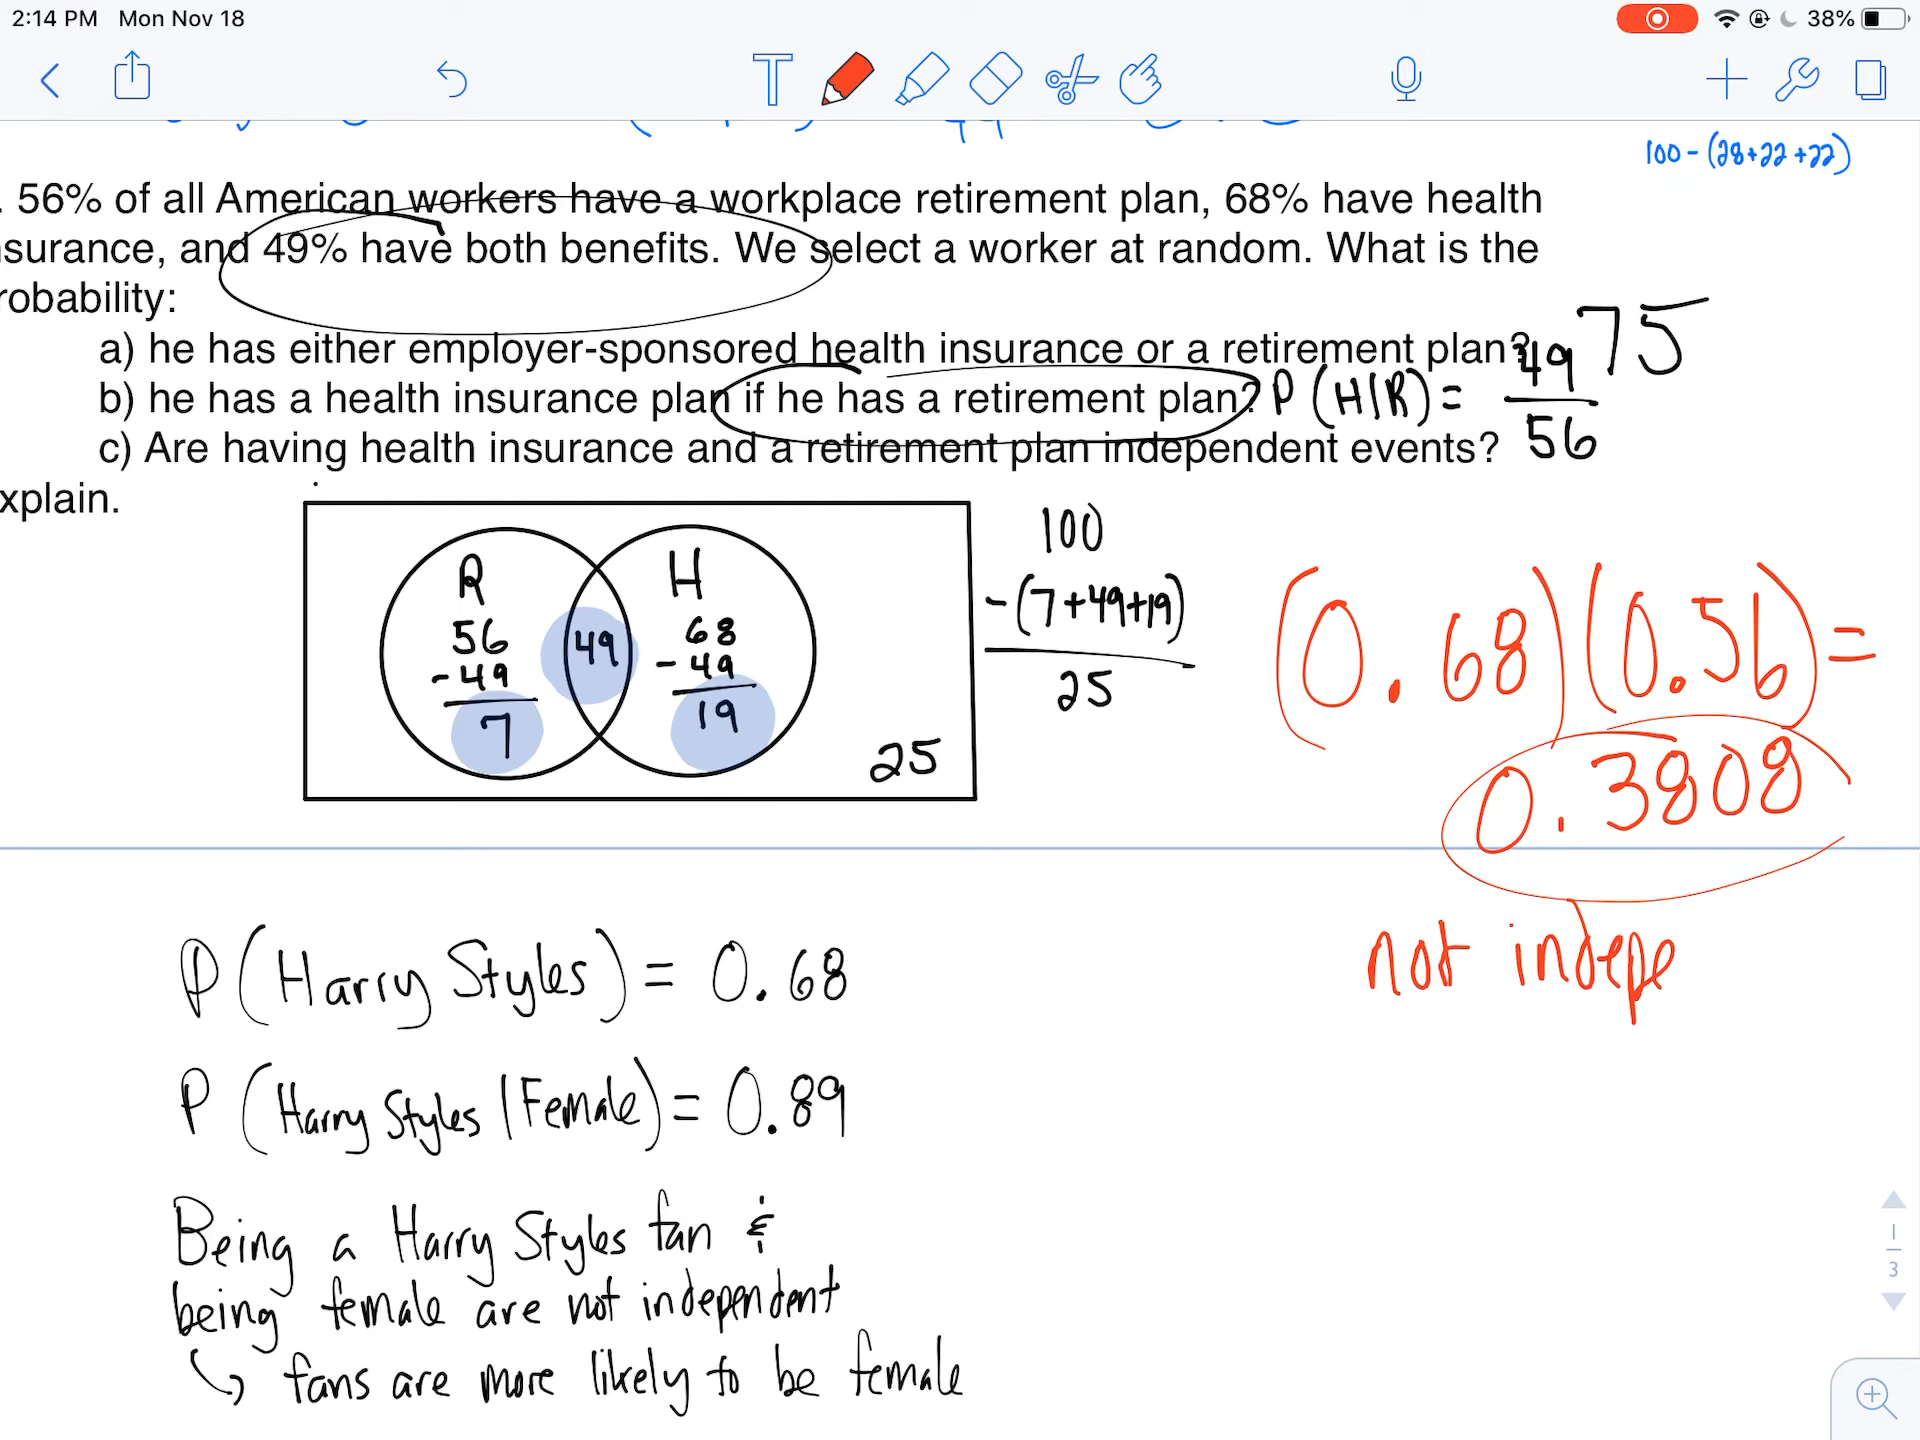 2:14 PM Mon Nov 18
38%
100 - (28+22+22)
56% of all American workers have a workplace retirement plan, 68% have health
nsurance, and 49% have both benefits. We select a worker at random. What is the
robability:
a) he has either employer-sponsored health insurance or a retirement plan? 75
b) he has a health insurance plan if he has a retirement plan? P(H|R) = 49
56
c) Are having health insurance and a retirement plan independent events?
xplain.
R
56
- 49
7
49
H
68
- 49
19
25
100
- (7+49+19)
25
(0.68)(0.56) =
0.3808
not indepe
P(Harry Styles) = 0.68
P(Harry Styles | Female) = 0.89
Being a Harry Styles fan &
being female are not independent
↳ fans are more likely to be female
1
3